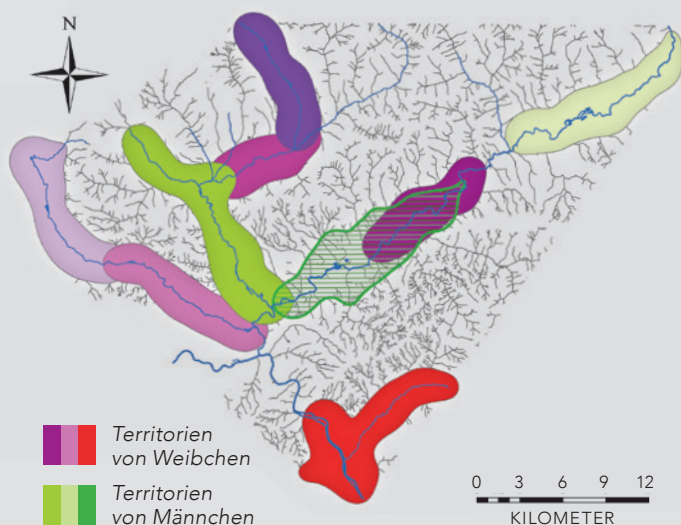 N
Territorien
von Weibchen
Territorien
von Männchen
0 3 6 9 12
KILOMETER